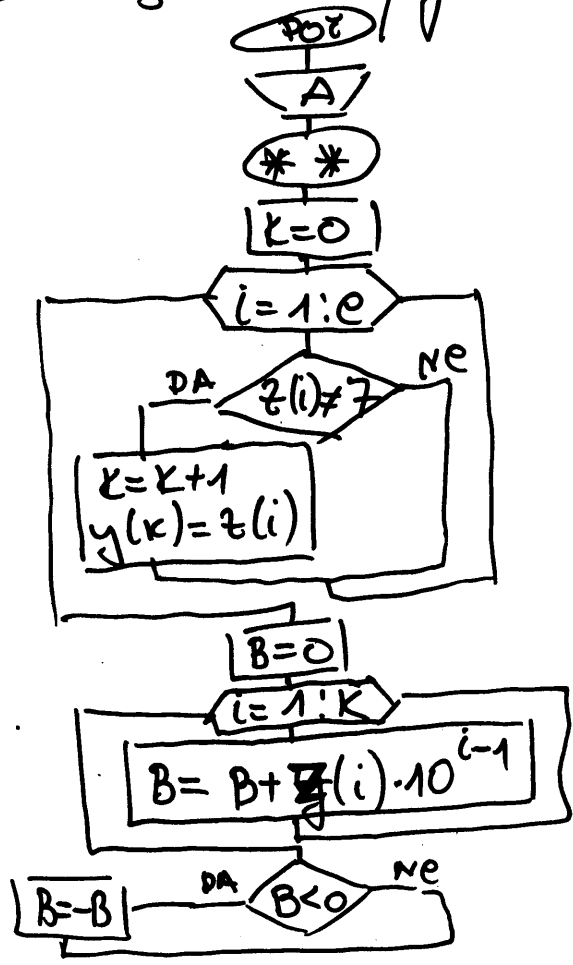 POČ
A
* *
K=0
i=1:e
DA
z(i)≠7
NE
K=K+1
y(K)=z(i)
B=0
i=1:K
B= B+y(i)·10^{i-1}
DA
B<0
NE
B=-B